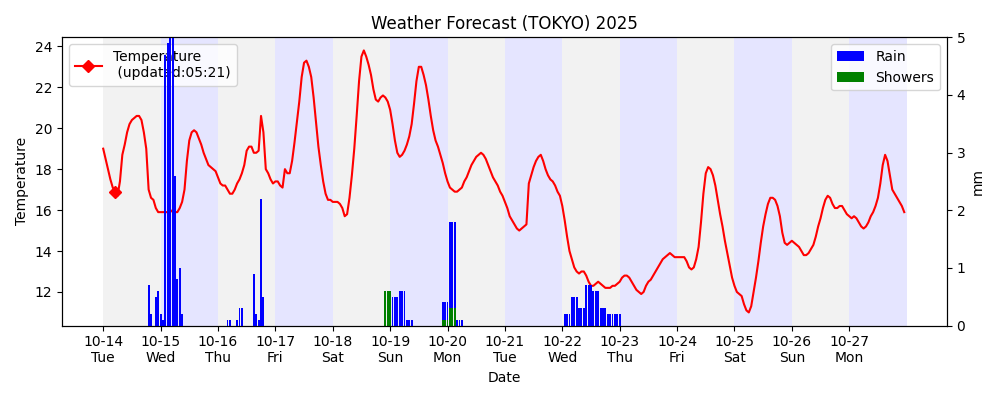 Weather Forecast (TOKYO) 2025
Temperature
(updated:05:21)
Rain
Showers
24
22
20
18
16
14
12
Temperature
5
4
3
2
1
0
mm
10-14 10-15 10-16 10-17 10-18 10-19 10-20 10-21 10-22 10-23 10-24 10-25 10-26 10-27
Tue Wed Thu Fri Sat Sun Mon Tue Wed Thu Fri Sat Sun Mon
Date